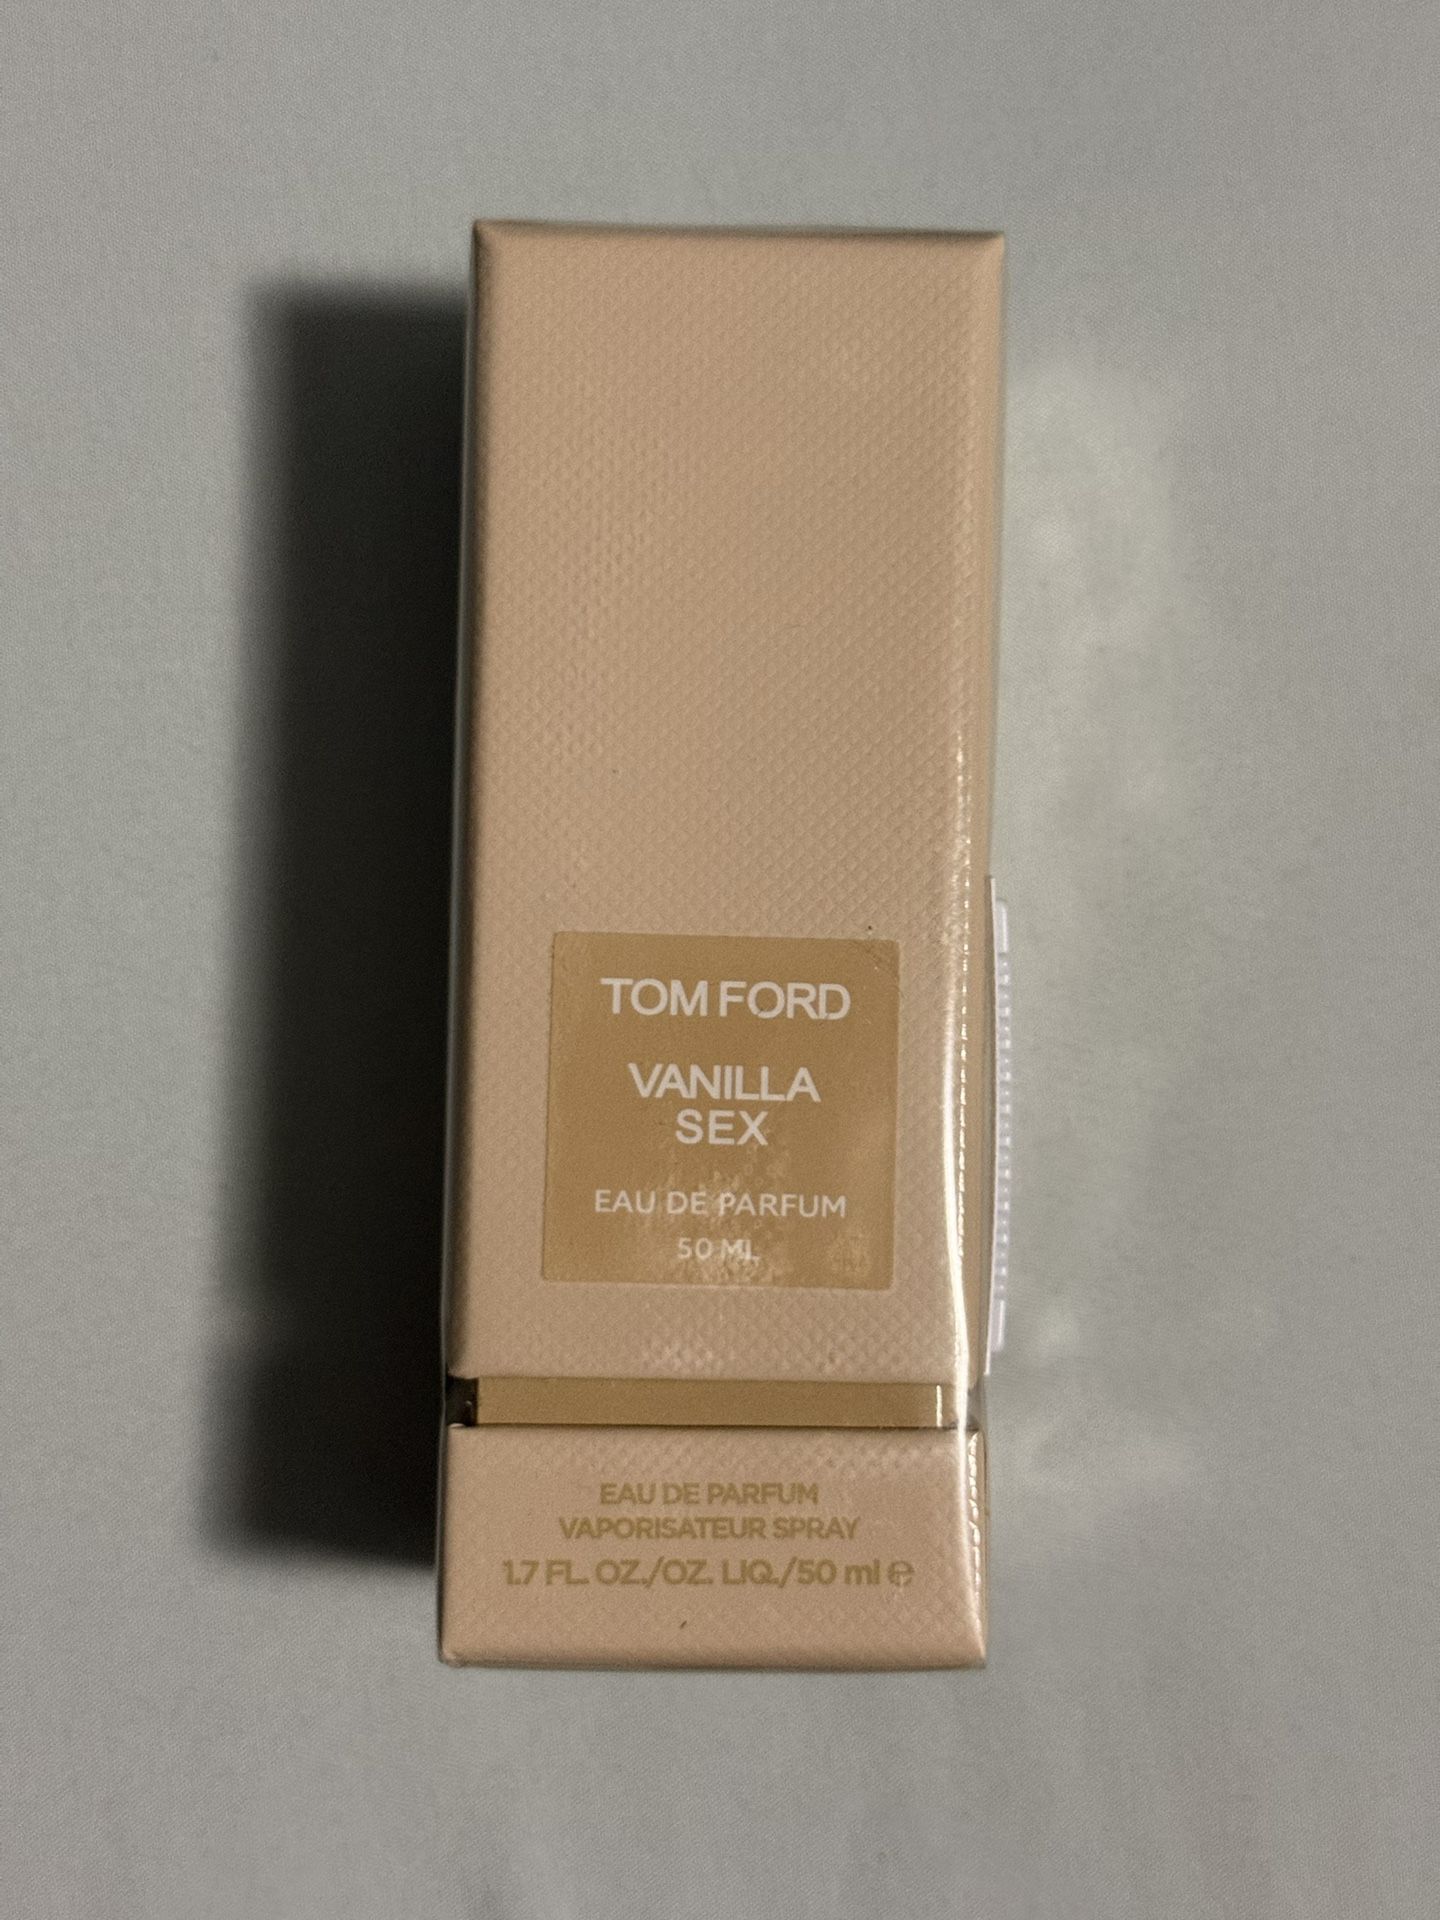 TOM FORD
VANILLA
SEX
EAU DE PARFUM
50 ML
EAU DE PARFUM
VAPORISATEUR SPRAY
1.7 FL. OZ./OZ. LIQ./50 ml ℮